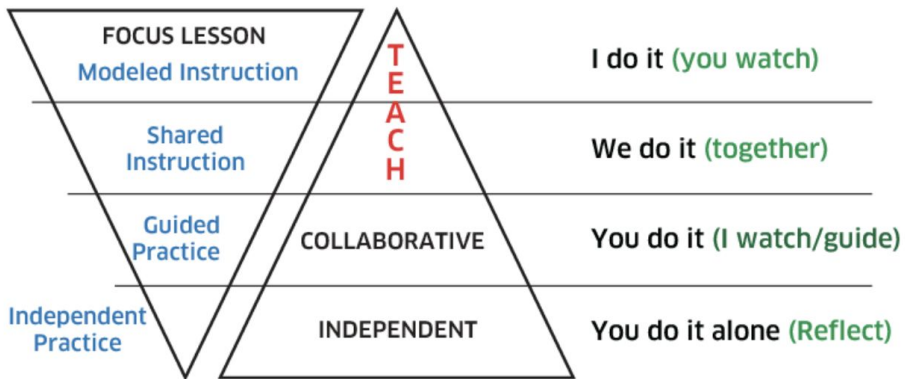 FOCUS LESSON
Modeled Instruction
TEACH
I do it (you watch)
Shared
Instruction
We do it (together)
Guided
Practice
COLLABORATIVE
You do it (I watch/guide)
Independent
Practice
INDEPENDENT
You do it alone (Reflect)